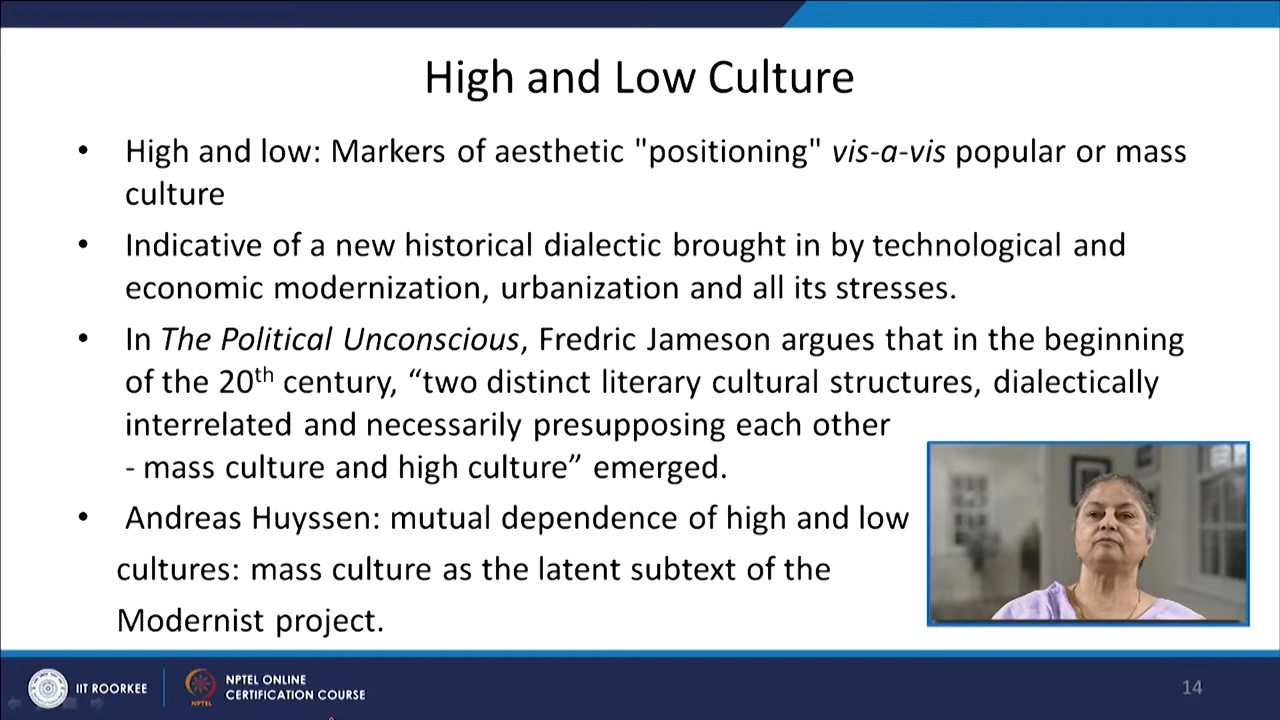 High and Low Culture
• High and low: Markers of aesthetic "positioning" vis-a-vis popular or mass
culture
• Indicative of a new historical dialectic brought in by technological and
economic modernization, urbanization and all its stresses.
• In The Political Unconscious, Fredric Jameson argues that in the beginning
of the 20th century, “two distinct literary cultural structures, dialectically
interrelated and necessarily presupposing each other
- mass culture and high culture” emerged.
• Andreas Huyssen: mutual dependence of high and low
cultures: mass culture as the latent subtext of the
Modernist project.
IIT ROORKEE
NPTEL
NPTEL ONLINE
CERTIFICATION COURSE
14